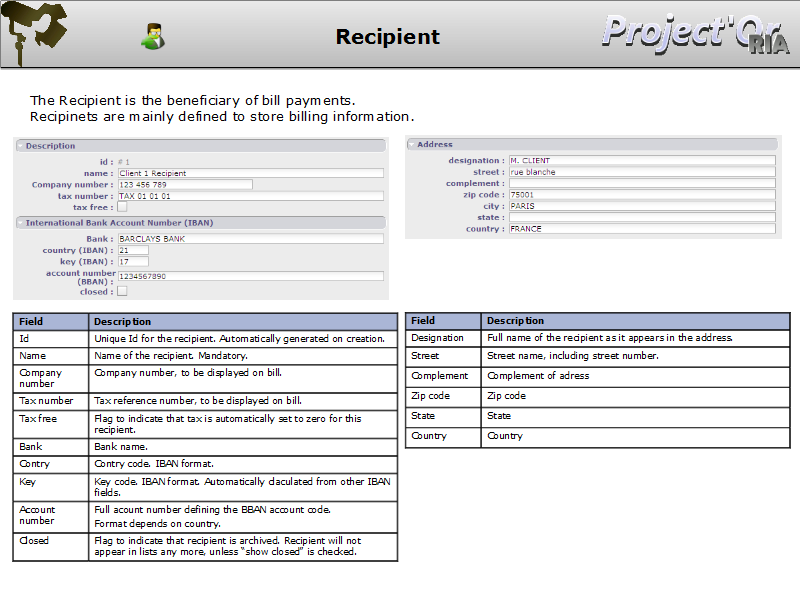 Recipient
Project'Or
RIA
The Recipient is the beneficiary of bill payments.
Recipinets are mainly defined to store billing information.
Description
id : # 1
name : Client 1 Recipient
Company number : 123 456 789
tax number : TAX 01 01 01
tax free :
International Bank Account Number (IBAN)
Bank : BARCLAYS BANK
country (IBAN) : 21
key (IBAN) : 17
account number
(BBAN) : 1234567890
closed :
Address
designation : M. CLIENT
street : rue blanche
complement :
zip code : 75001
city : PARIS
state :
country : FRANCE
Field Description
Id Unique Id for the recipient. Automatically generated on creation.
Name Name of the recipient. Mandatory.
Company number Company number, to be displayed on bill.
Tax number Tax reference number, to be displayed on bill.
Tax free Flag to indicate that tax is automatically set to zero for this
recipient.
Bank Bank name.
Contry Contry code. IBAN format.
Key Key code. IBAN format. Automatically claculated from other IBAN
fields.
Account number Full acount number defining the BBAN account code.
Format depends on country.
Closed Flag to indicate that recipient is archived. Recipient will not
appear in lists any more, unless “show closed” is checked.
Field Description
Designation Full name of the recipient as it appears in the address.
Street Street name, including street number.
Complement Complement of adress
Zip code Zip code
State State
Country Country